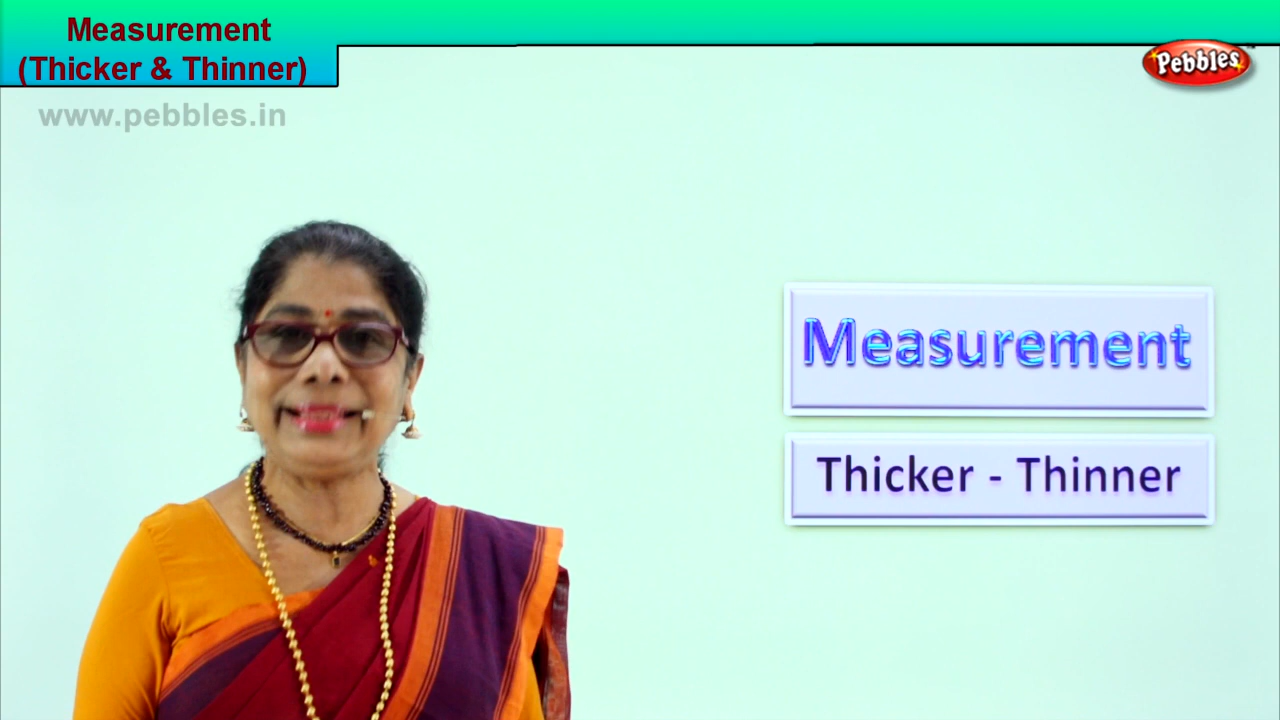 Measurement
(Thicker & Thinner)
Pebbles
www.pebbles.in
Measurement
Thicker - Thinner